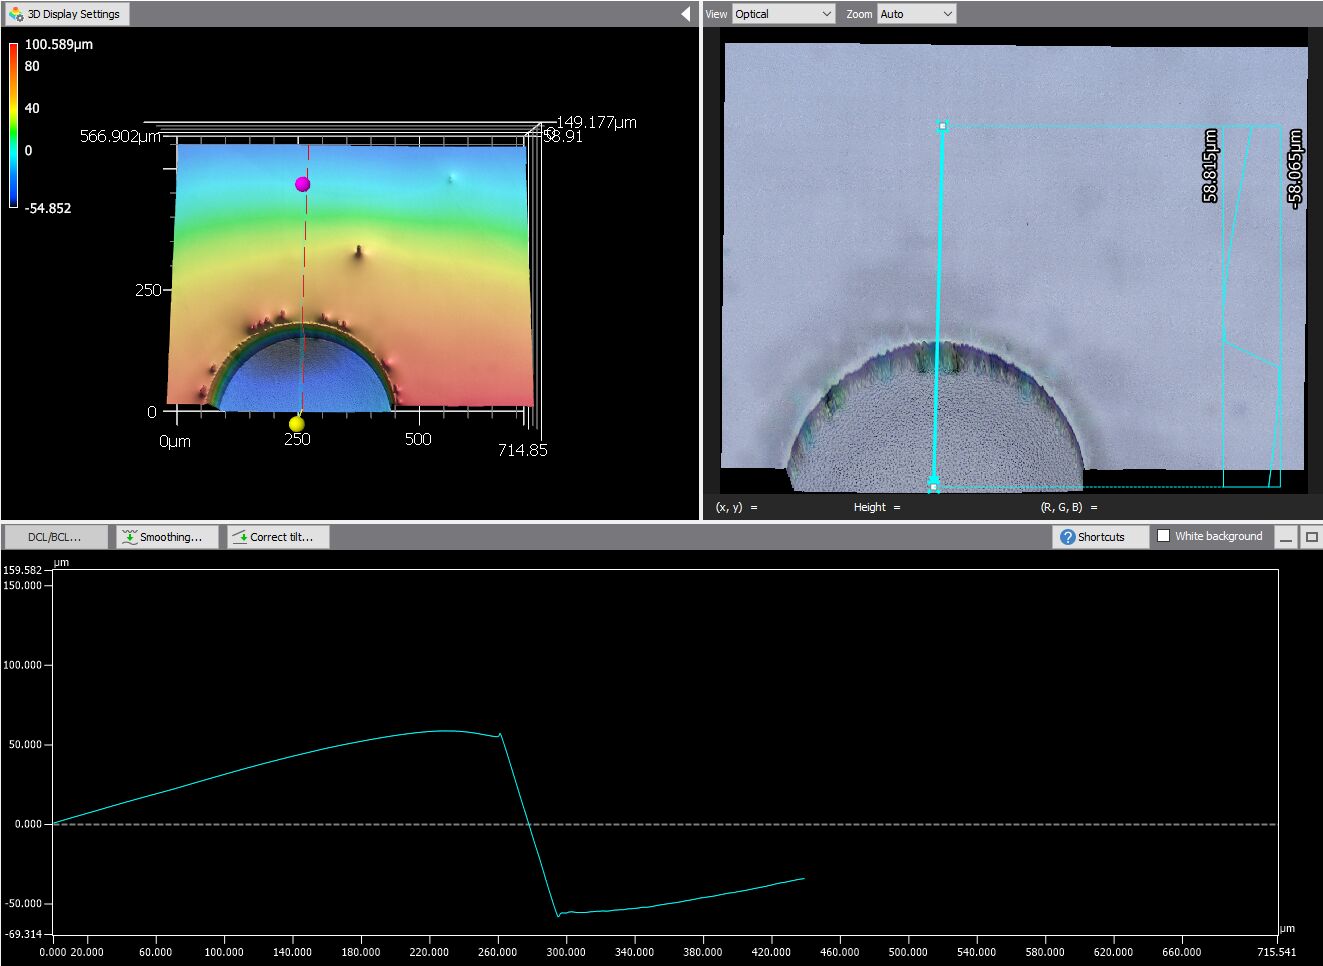 3D Display Settings
100.589µm
80
40
0
-54.852
566.902µm
149.177µm
58.91
250
0
0µm
250
500
714.85
View Optical Zoom Auto
58.815µm
-58.065µm
(x, y) = Height = (R, G, B) =
DCL/BCL... Smoothing... Correct tilt... Shortcuts White background
µm
159.582
150.000
100.000
50.000
0.000
-50.000
-69.314
µm
0.000 20.000 60.000 100.000 140.000 180.000 220.000 260.000 300.000 340.000 380.000 420.000 460.000 500.000 540.000 580.000 620.000 660.000 715.541